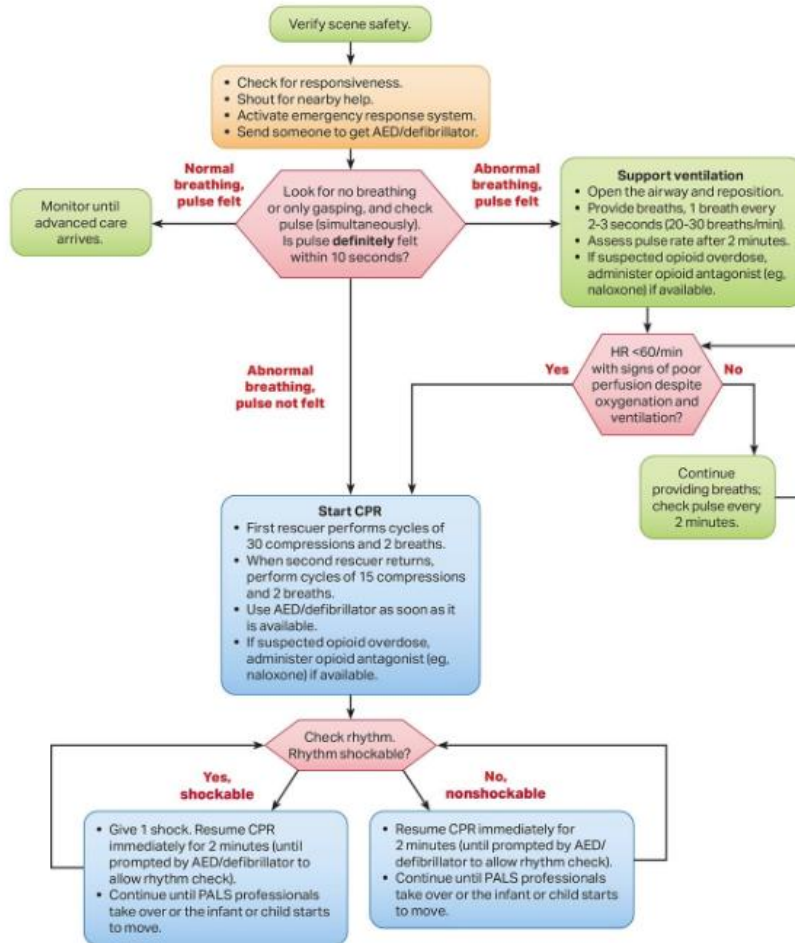 Verify scene safety.
• Check for responsiveness.
• Shout for nearby help.
• Activate emergency response system.
• Send someone to get AED/defibrillator.
Normal
breathing,
pulse felt
Look for no breathing
or only gasping, and check
pulse (simultaneously).
Is pulse definitely felt
within 10 seconds?
Abnormal
breathing,
pulse felt
Monitor until
advanced care
arrives.
Support ventilation
• Open the airway and reposition.
• Provide breaths, 1 breath every
2-3 seconds (20-30 breaths/min).
• Assess pulse rate after 2 minutes.
• If suspected opioid overdose,
administer opioid antagonist (eg,
naloxone) if available.
Abnormal
breathing,
pulse not felt
Yes
HR <60/min
with signs of poor
perfusion despite
oxygenation and
ventilation?
No
Continue
providing breaths;
check pulse every
2 minutes.
Start CPR
• First rescuer performs cycles of
30 compressions and 2 breaths.
• When second rescuer returns,
perform cycles of 15 compressions
and 2 breaths.
• Use AED/defibrillator as soon as it
is available.
• If suspected opioid overdose,
administer opioid antagonist (eg,
naloxone) if available.
Check rhythm.
Rhythm shockable?
Yes,
shockable
No,
nonshockable
• Give 1 shock. Resume CPR
immediately for 2 minutes (until
prompted by AED/defibrillator to
allow rhythm check).
• Continue until PALS professionals
take over or the infant or child starts
to move.
• Resume CPR immediately for
2 minutes (until prompted by AED/
defibrillator to allow rhythm check).
• Continue until PALS professionals
take over or the infant or child starts
to move.